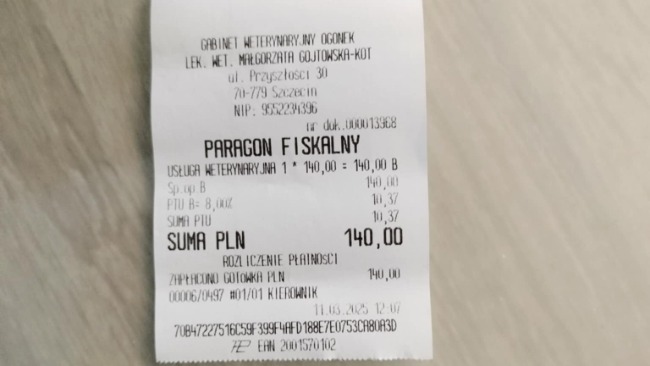 GABINET WETERYNARYJNY OGONEK
LEK. WET. MAŁGORZATA GOJTOWSKA-KOT
ul. Przyszłości 30
70-779 Szczecin
NIP: 9552234396
nr dok.000013968
PARAGON FISKALNY
USŁUGA WETERYNARYJNA 1 * 140,00 = 140,00 B
Sp.op.B 140,00
PTU B= 8,00% 10,37
SUMA PTU 10,37
SUMA PLN 140,00
ROZLICZENIE PŁATNOŚCI
ZAPŁACONO GOTÓWKA PLN 140,00
00006/0497 #01/01 KIEROWNIK
11.03.2025 12:07
70B47227516C59F399F4AFD188E7E0753CA80A3D
EAN 2001570102